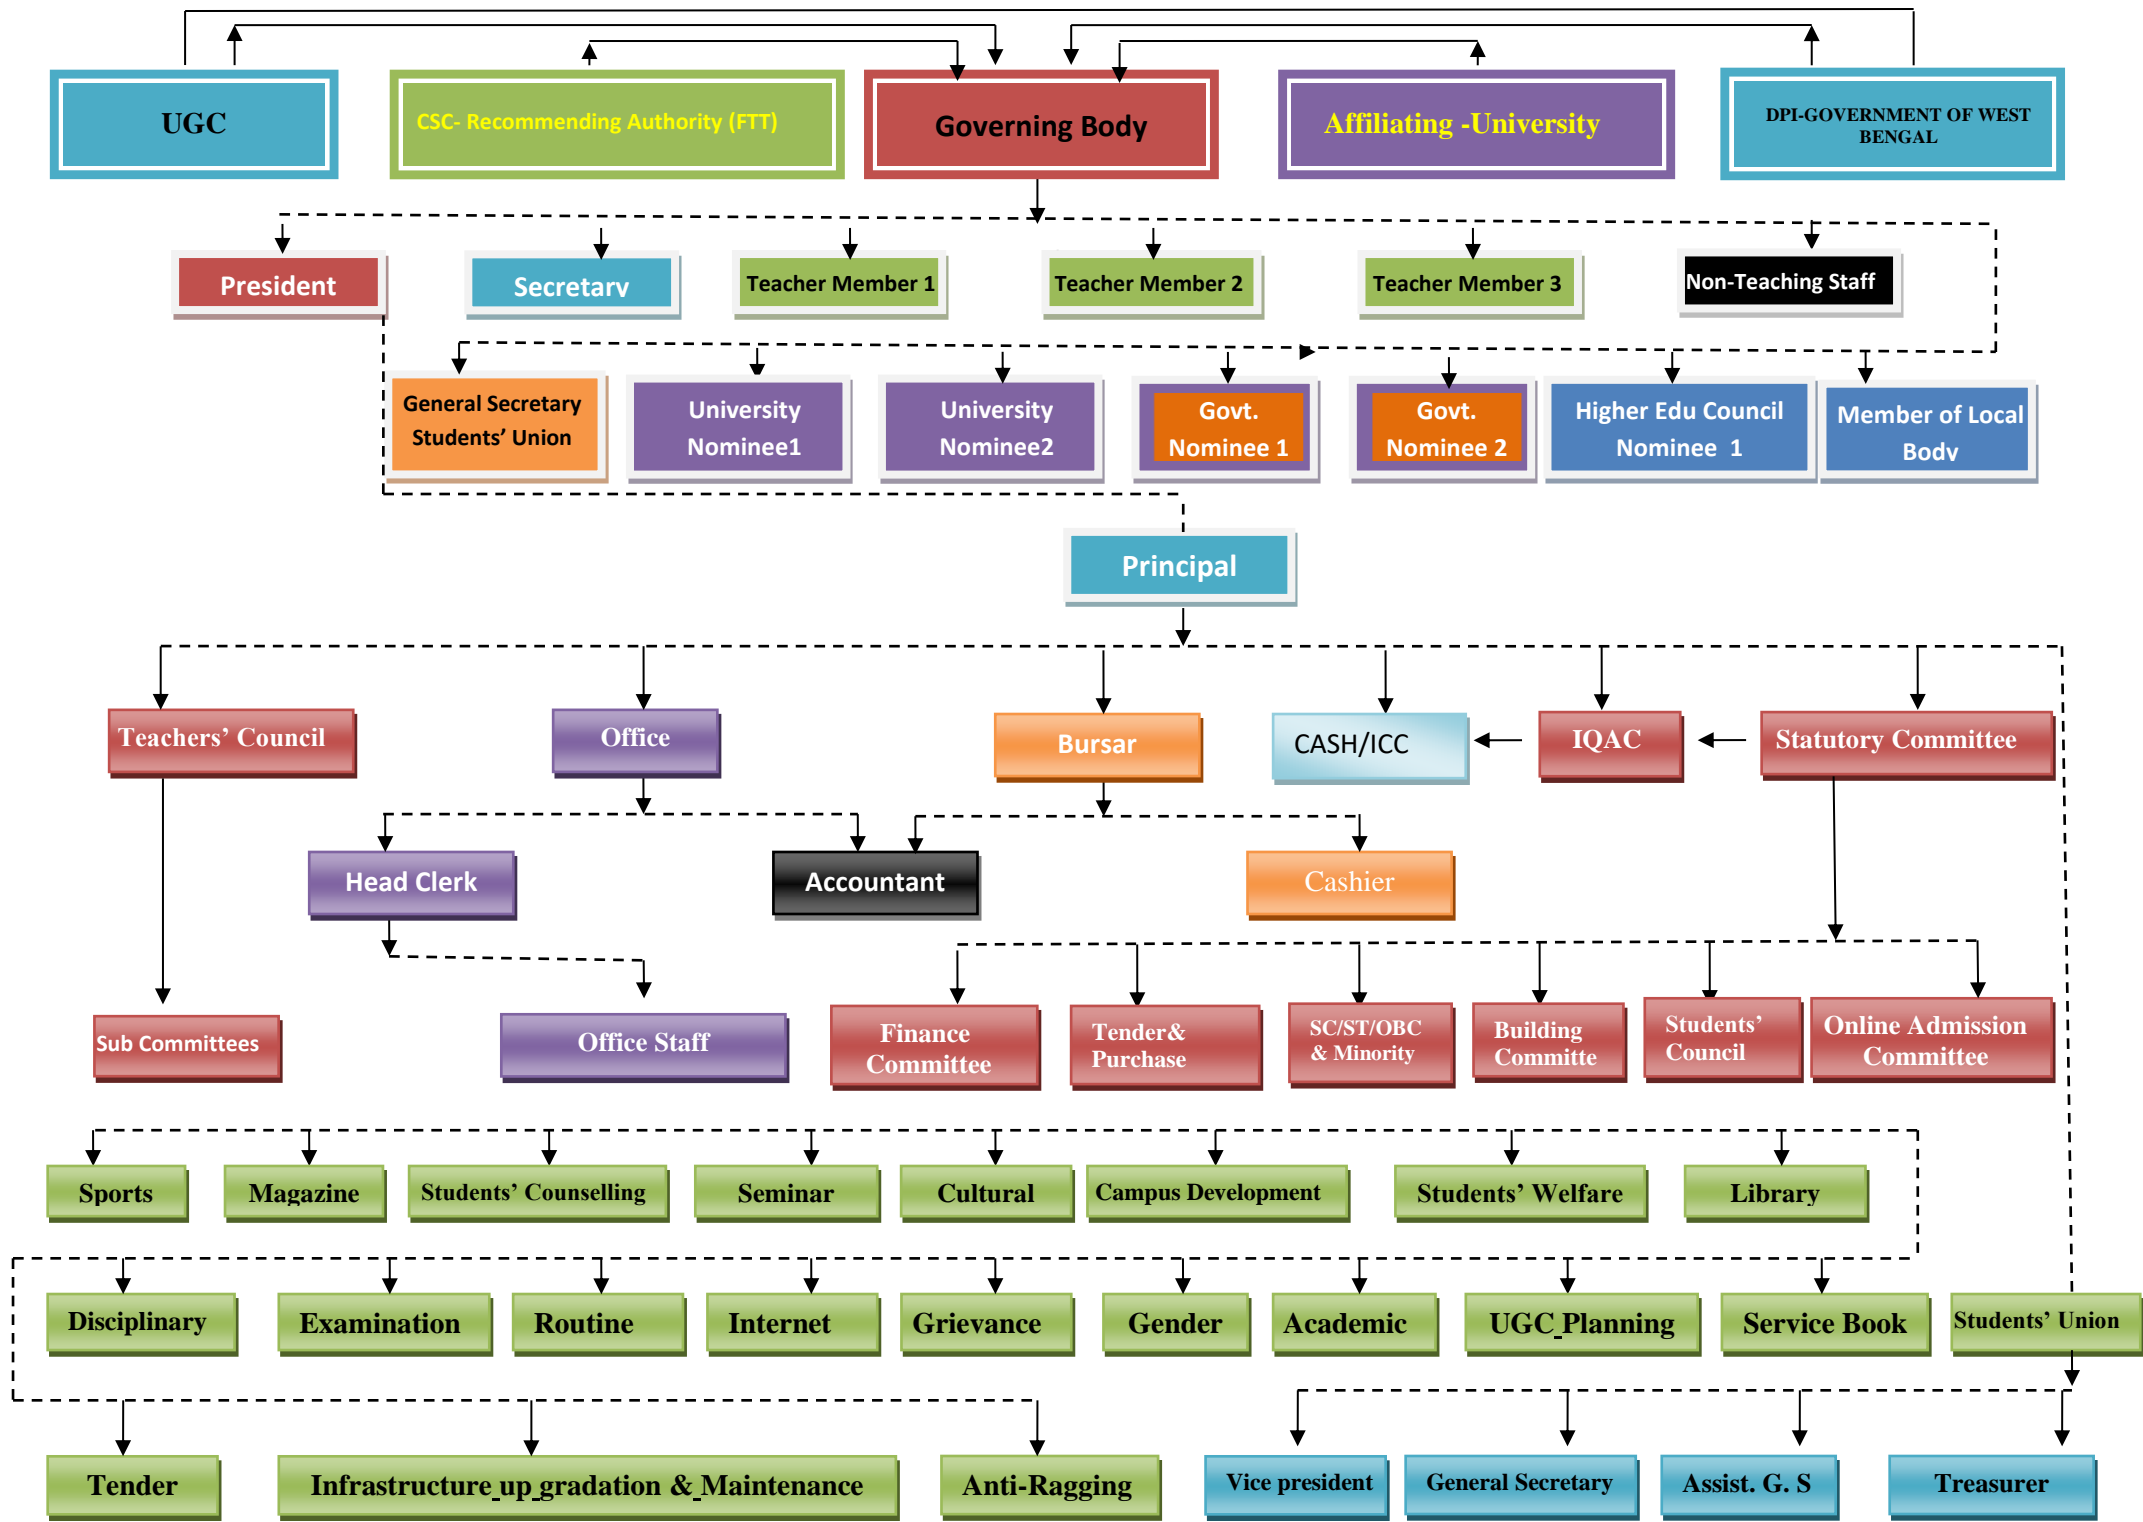 UGC
CSC- Recommending Authority (FTT)
Governing Body
Affiliating -University
DPI-GOVERNMENT OF WEST
BENGAL
President
Secretary
Teacher Member 1
Teacher Member 2
Teacher Member 3
Non-Teaching Staff
General Secretary
Students’ Union
University
Nominee1
University
Nominee2
Govt.
Nominee 1
Govt.
Nominee 2
Higher Edu Council
Nominee 1
Member of Local
Body
Principal
Teachers’ Council
Office
Bursar
CASH/ICC
IQAC
Statutory Committee
Head Clerk
Accountant
Cashier
Sub Committees
Office Staff
Finance
Committee
Tender&
Purchase
SC/ST/OBC
& Minority
Building
Committe
Students’
Council
Online Admission
Committee
Sports
Magazine
Students’ Counselling
Seminar
Cultural
Campus Development
Students’ Welfare
Library
Disciplinary
Examination
Routine
Internet
Grievance
Gender
Academic
UGC Planning
Service Book
Students’ Union
Tender
Infrastructure up gradation & Maintenance
Anti-Ragging
Vice president
General Secretary
Assist. G. S
Treasurer